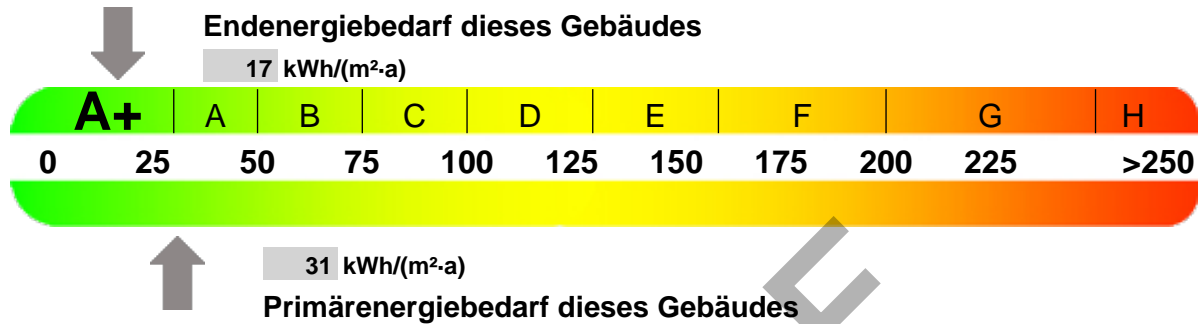 Endenergiebedarf dieses Gebäudes
17 kWh/(m²·a)
A+ A B C D E F G H
0 25 50 75 100 125 150 175 200 225 >250
31 kWh/(m²·a)
Primärenergiebedarf dieses Gebäudes